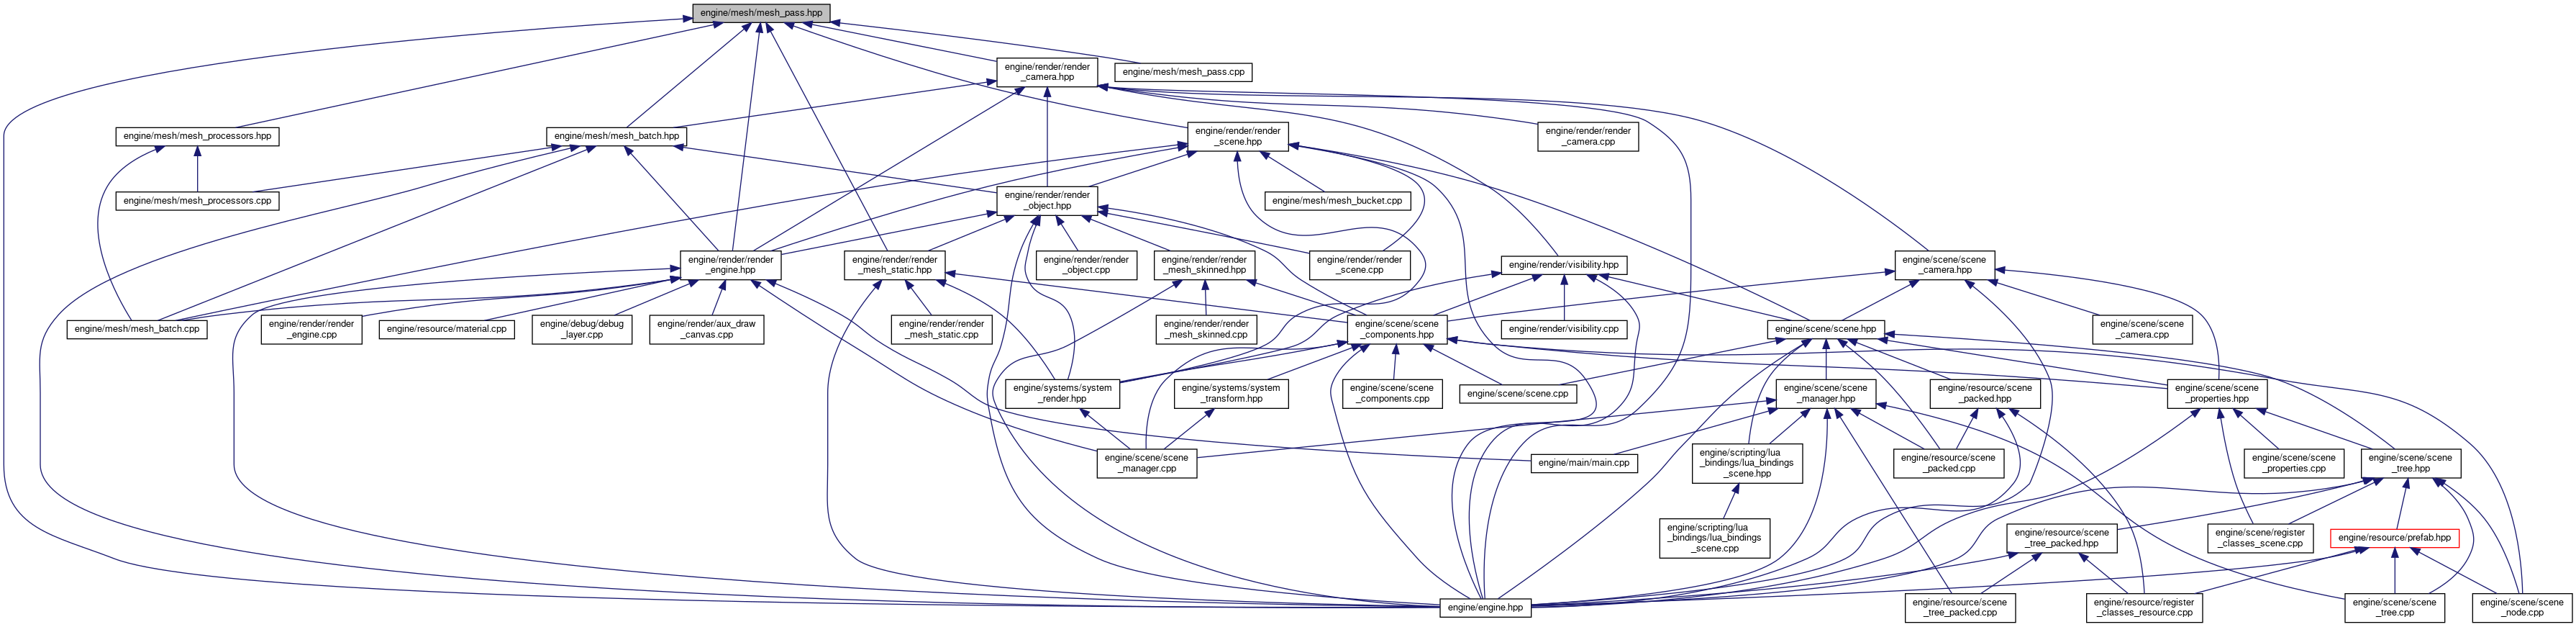 engine/mesh/mesh_pass.hpp
engine/render/render
_camera.hpp
engine/mesh/mesh_pass.cpp
engine/mesh/mesh_processors.hpp
engine/mesh/mesh_batch.hpp
engine/render/render
_scene.hpp
engine/render/render
_camera.cpp
engine/mesh/mesh_processors.cpp
engine/render/render
_object.hpp
engine/mesh/mesh_bucket.cpp
engine/render/render
_engine.hpp
engine/render/render
_mesh_static.hpp
engine/render/render
_object.cpp
engine/render/render
_mesh_skinned.hpp
engine/render/render
_scene.cpp
engine/render/visibility.hpp
engine/scene/scene
_camera.hpp
engine/mesh/mesh_batch.cpp
engine/render/render
_engine.cpp
engine/resource/material.cpp
engine/debug/debug
_layer.cpp
engine/render/aux_draw
_canvas.cpp
engine/render/render
_mesh_static.cpp
engine/render/render
_mesh_skinned.cpp
engine/scene/scene
_components.hpp
engine/render/visibility.cpp
engine/scene/scene.hpp
engine/scene/scene
_camera.cpp
engine/systems/system
_render.hpp
engine/systems/system
_transform.hpp
engine/scene/scene
_components.cpp
engine/scene/scene.cpp
engine/scene/scene
_manager.hpp
engine/resource/scene
_packed.hpp
engine/scene/scene
_properties.hpp
engine/scene/scene
_manager.cpp
engine/main/main.cpp
engine/scripting/lua
_bindings/lua_bindings
_scene.hpp
engine/resource/scene
_packed.cpp
engine/scene/scene
_properties.cpp
engine/scene/scene
_tree.hpp
engine/scripting/lua
_bindings/lua_bindings
_scene.cpp
engine/resource/scene
_tree_packed.hpp
engine/scene/register
_classes_scene.cpp
engine/resource/prefab.hpp
engine/engine.hpp
engine/resource/scene
_tree_packed.cpp
engine/resource/register
_classes_resource.cpp
engine/scene/scene
_tree.cpp
engine/scene/scene
_node.cpp